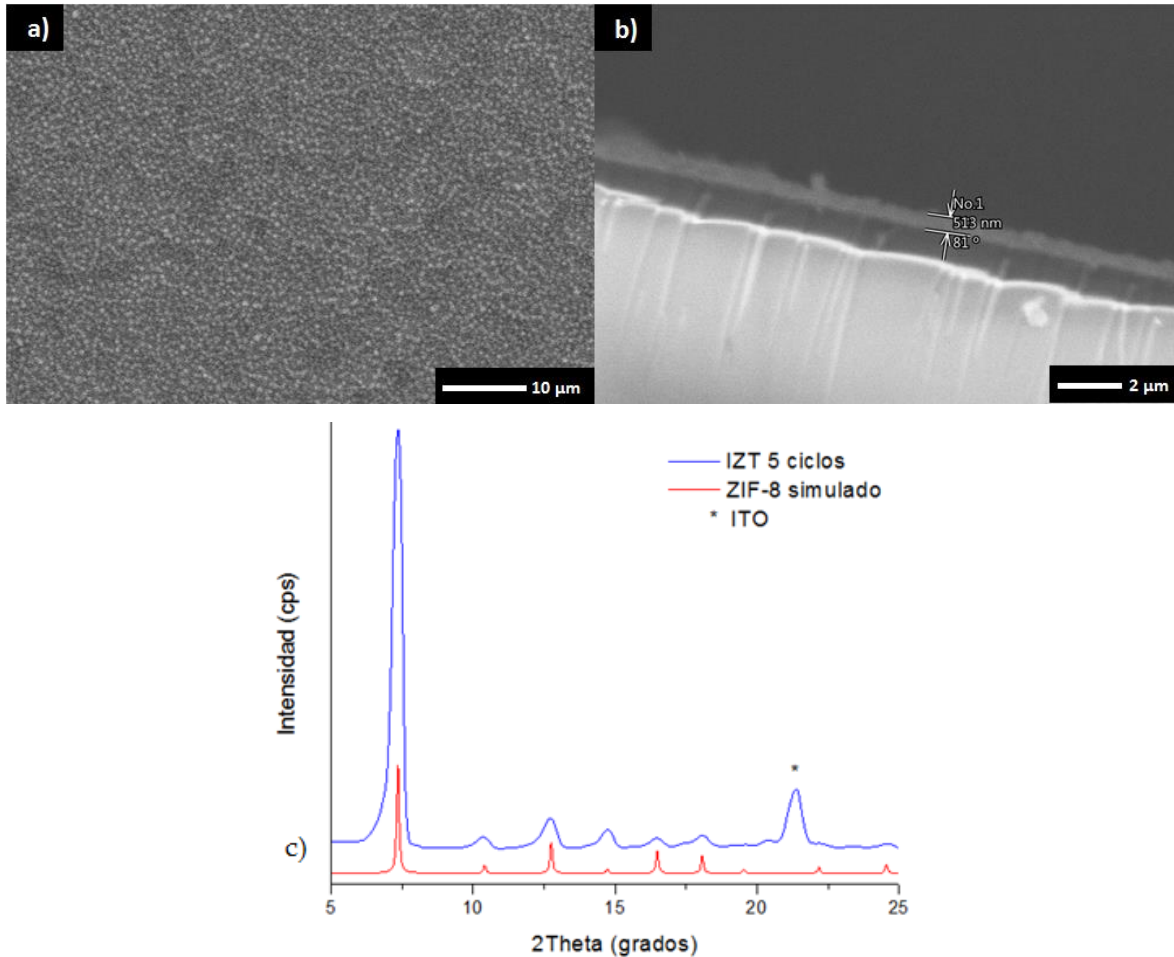 a)
10 µm
b)
No.1
513 nm
81°
2 µm
IZT 5 ciclos
ZIF-8 simulado
* ITO
*
Intensidad (cps)
c)
5 10 15 20 25
2Theta (grados)